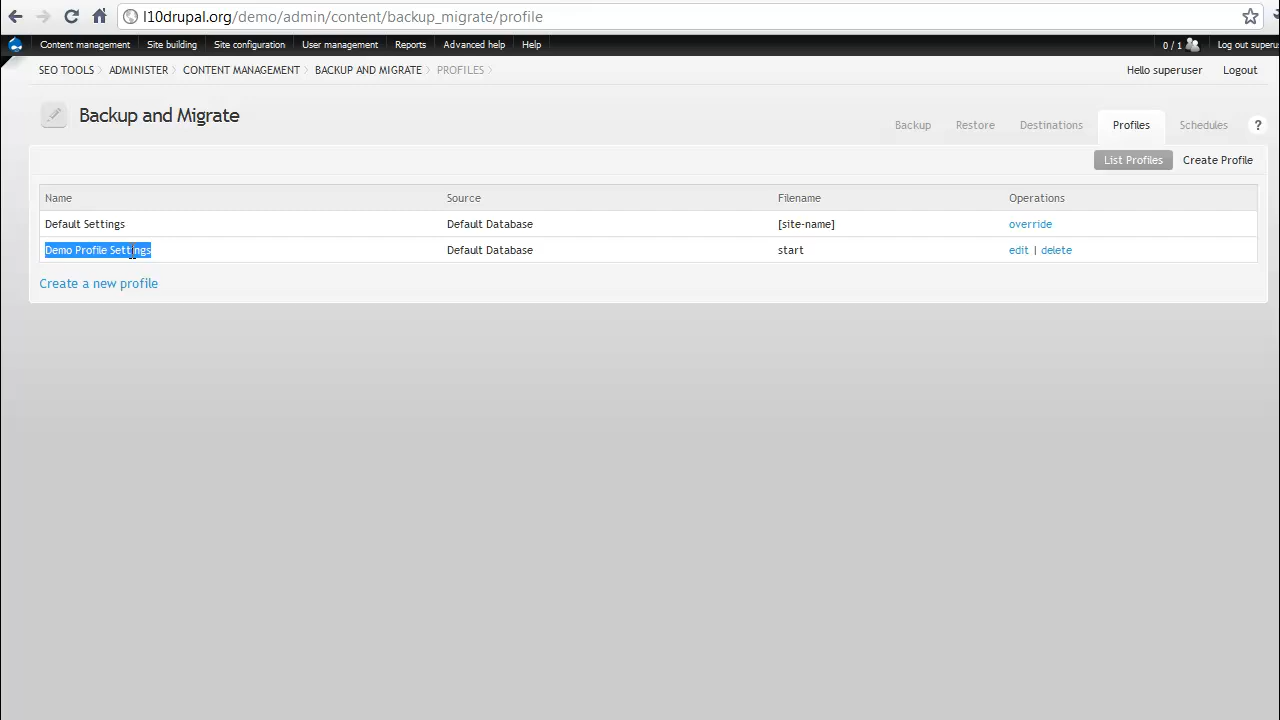 l10drupal.org/demo/admin/content/backup_migrate/profile
Content management Site building Site configuration User management Reports Advanced help Help 0 / 1 Log out superu
SEO TOOLS ADMINISTER CONTENT MANAGEMENT BACKUP AND MIGRATE PROFILES Hello superuser Logout
Backup and Migrate
Backup Restore Destinations Profiles Schedules ?
List Profiles Create Profile
Name Source Filename Operations
Default Settings Default Database [site-name] override
Demo Profile Settings Default Database start edit | delete
Create a new profile